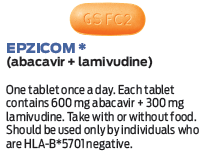 GS FC2
EPZICOM *
(abacavir + lamivudine)
One tablet once a day. Each tablet
contains 600 mg abacavir + 300 mg
lamivudine. Take with or without food.
Should be used only by individuals who
are HLA-B*5701 negative.